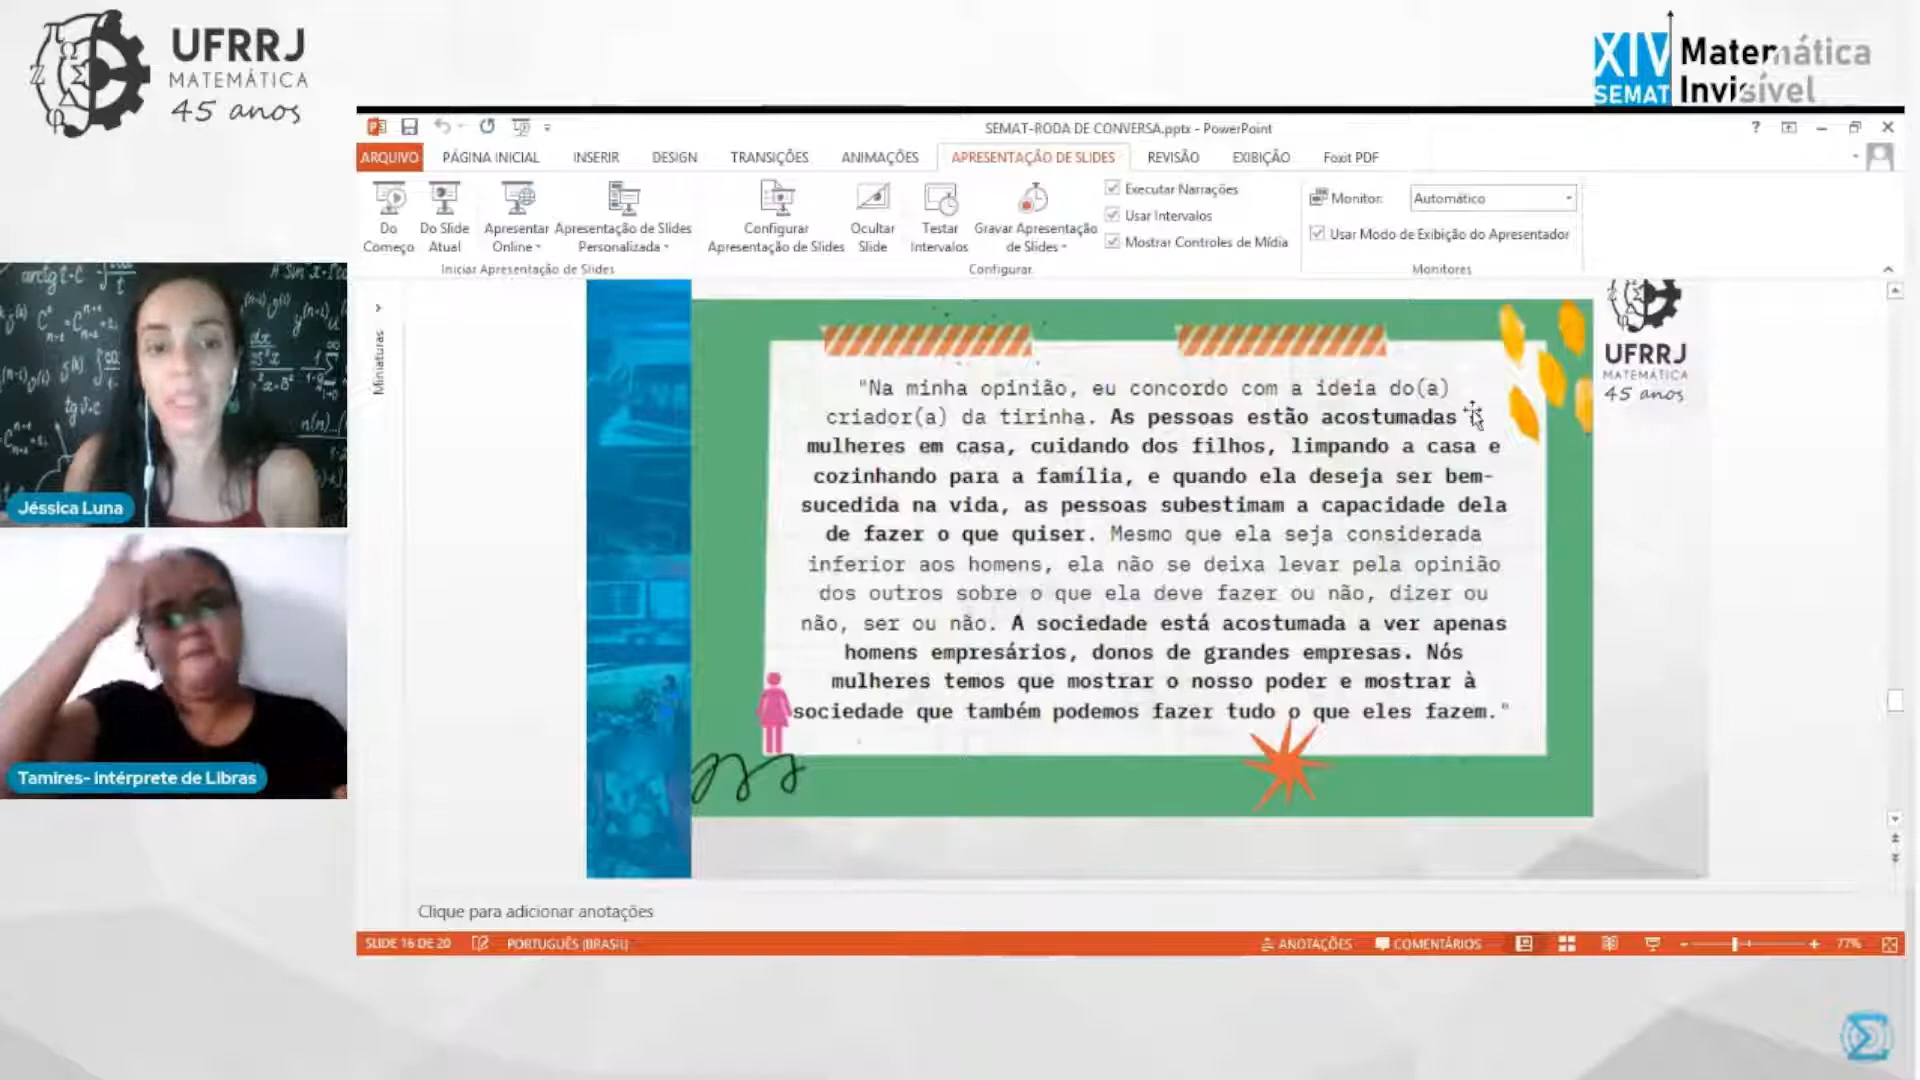 UFRRJ
MATEMÁTICA
45 anos
XIV
SEMAT
Matemática
Invisível
SEMAT-RODA DE CONVERSA.pptx - PowerPoint
ARQUIVO PÁGINA INICIAL INSERIR DESIGN TRANSIÇÕES ANIMAÇÕES APRESENTAÇÃO DE SLIDES REVISÃO EXIBIÇÃO Foxit PDF
Do Começo
Do Slide Atual
Apresentar Online
Apresentação de Slides Personalizada
Configurar Apresentação de Slides
Ocultar Slide
Testar Intervalos
Gravar Apresentação de Slides
Executar Narrações
Usar Intervalos
Mostrar Controles de Mídia
Monitor: Automático
Usar Modo de Exibição do Apresentador
Iniciar Apresentação de Slides Configurar Monitores
Miniaturas
"Na minha opinião, eu concordo com a ideia do(a)
criador(a) da tirinha. As pessoas estão acostumadas
mulheres em casa, cuidando dos filhos, limpando a casa e
cozinhando para a família, e quando ela deseja ser bem-
sucedida na vida, as pessoas subestimam a capacidade dela
de fazer o que quiser. Mesmo que ela seja considerada
inferior aos homens, ela não se deixa levar pela opinião
dos outros sobre o que ela deve fazer ou não, dizer ou
não, ser ou não. A sociedade está acostumada a ver apenas
homens empresários, donos de grandes empresas. Nós
mulheres temos que mostrar o nosso poder e mostrar à
sociedade que também podemos fazer tudo o que eles fazem."
UFRRJ
MATEMÁTICA
45 anos
Jéssica Luna
Tamires- intérprete de Libras
Clique para adicionar anotações
SLIDE 16 DE 20 PORTUGUÊS (BRASIL) ANOTAÇÕES COMENTÁRIOS 77%